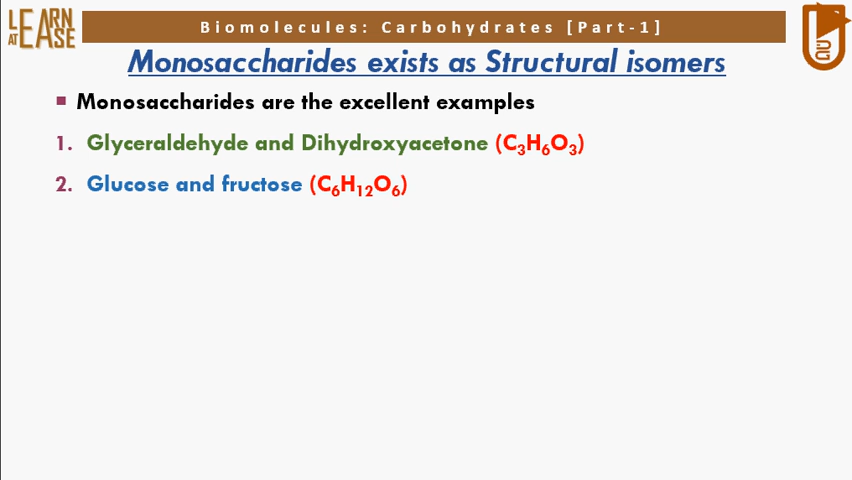 LEARN
AT EASE
Biomolecules: Carbohydrates [Part-1]
Monosaccharides exists as Structural isomers
▪ Monosaccharides are the excellent examples
1. Glyceraldehyde and Dihydroxyacetone (C₃H₆O₃)
2. Glucose and fructose (C₆H₁₂O₆)